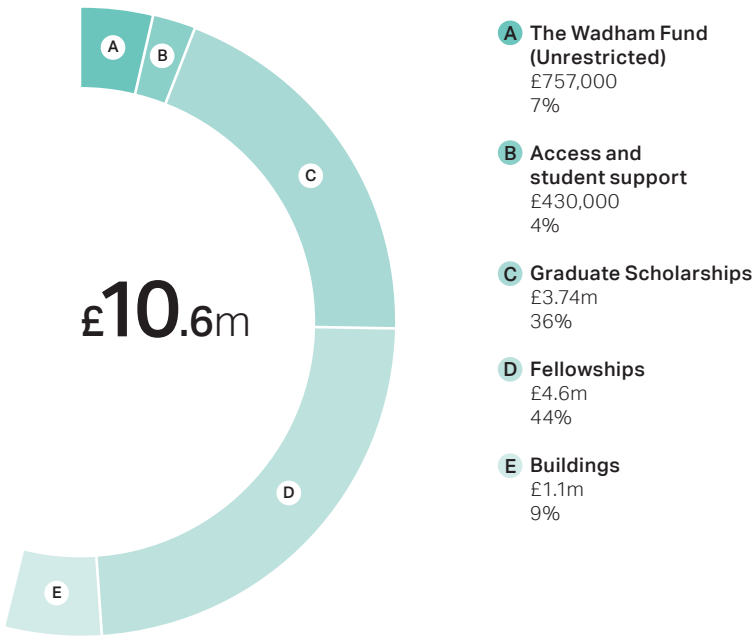 A
B
C
D
E
£10.6m
A The Wadham Fund
(Unrestricted)
£757,000
7%
B Access and
student support
£430,000
4%
C Graduate Scholarships
£3.74m
36%
D Fellowships
£4.6m
44%
E Buildings
£1.1m
9%